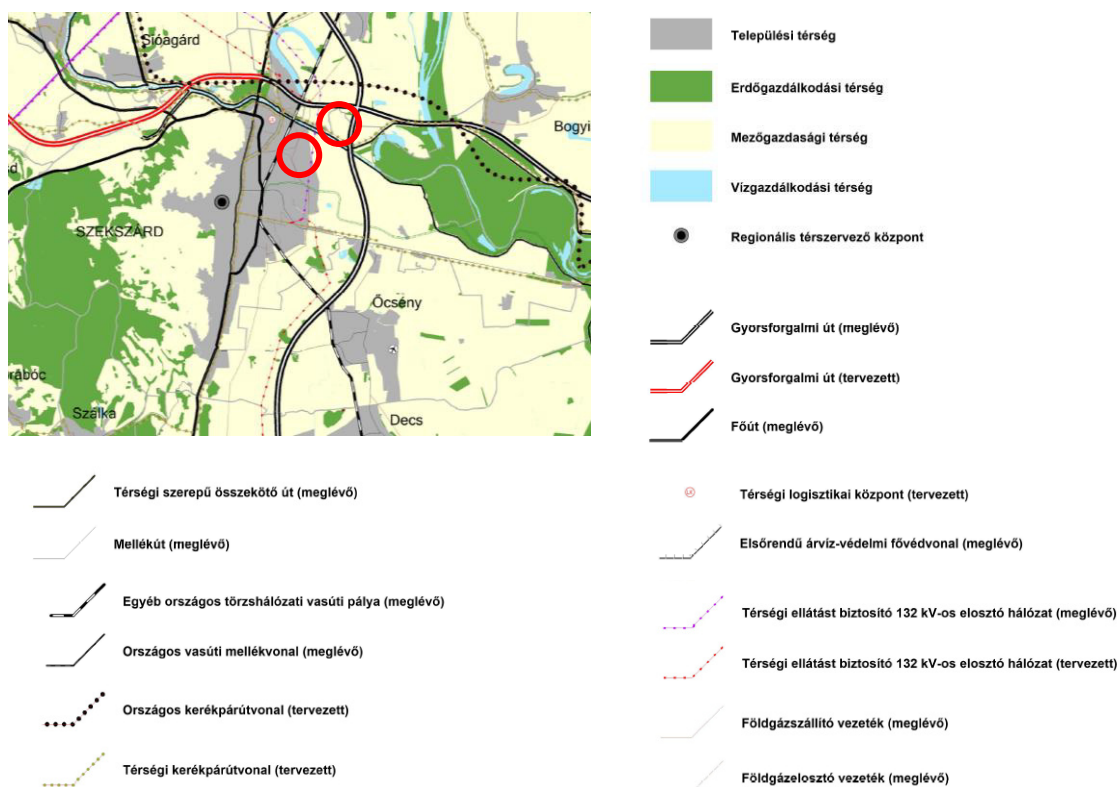 Sióagárd
Bogyi
SZEKSZÁRD
Őcsény
Szálka
Decs
Települési térség
Erdőgazdálkodási térség
Mezőgazdasági térség
Vízgazdálkodási térség
Regionális térszervező központ
Gyorsforgalmi út (meglévő)
Gyorsforgalmi út (tervezett)
Főút (meglévő)
Térségi szerepű összekötő út (meglévő)
Mellékút (meglévő)
Egyéb országos törzshálózati vasúti pálya (meglévő)
Országos vasúti mellékvonal (meglévő)
Országos kerékpárútvonal (tervezett)
Térségi kerékpárútvonal (tervezett)
Térségi logisztikai központ (tervezett)
Elsőrendű árvíz-védelmi fővédvonal (meglévő)
Térségi ellátást biztosító 132 kV-os elosztó hálózat (meglévő)
Térségi ellátást biztosító 132 kV-os elosztó hálózat (tervezett)
Földgázszállító vezeték (meglévő)
Földgázelosztó vezeték (meglévő)